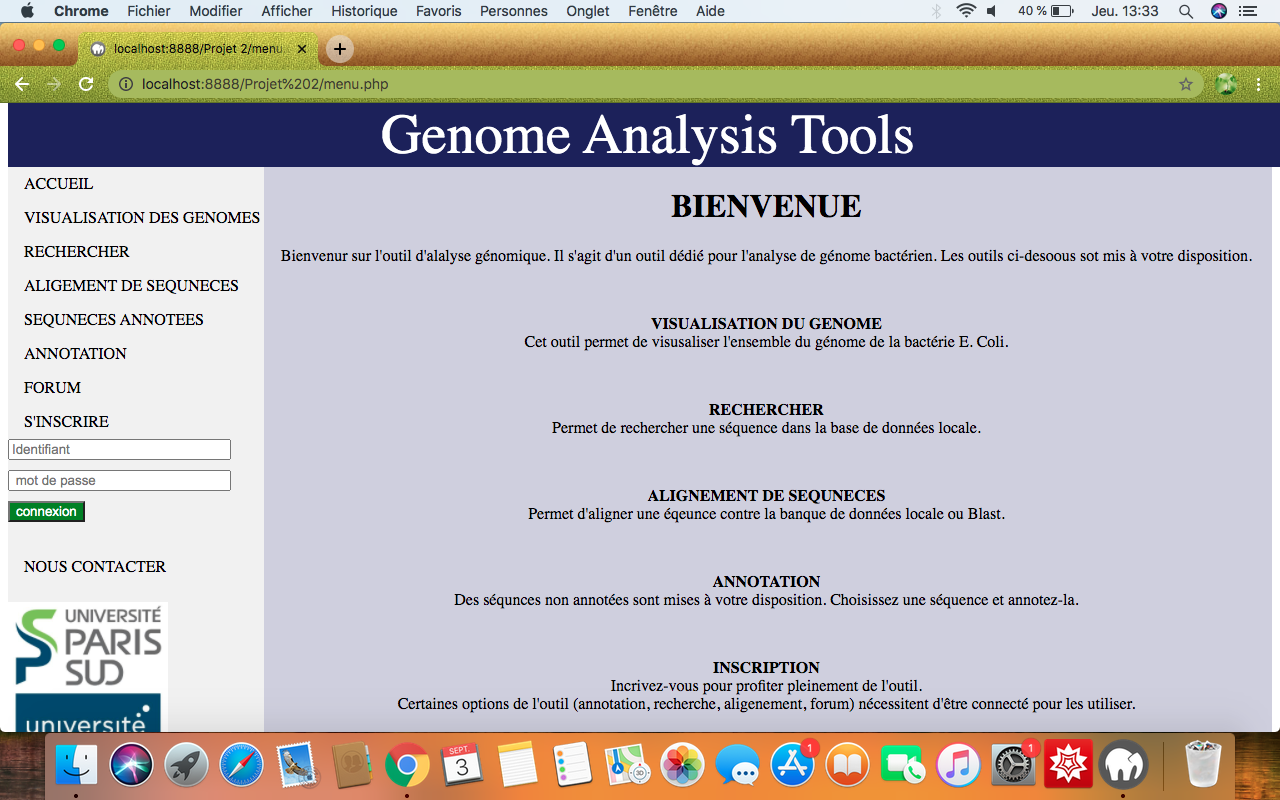 Chrome Fichier Modifier Afficher Historique Favoris Personnes Onglet Fenêtre Aide 40 % Jeu. 13:33
localhost:8888/Projet 2/menu.
localhost:8888/Projet%202/menu.php
Genome Analysis Tools
ACCUEIL
VISUALISATION DES GENOMES
RECHERCHER
ALIGEMENT DE SEQUNECES
SEQUNECES ANNOTEES
ANNOTATION
FORUM
S'INSCRIRE
Identifiant
mot de passe
connexion
NOUS CONTACTER
UNIVERSITÉ
PARIS
SUD
université
BIENVENUE
Bienvenur sur l'outil d'alalyse génomique. Il s'agit d'un outil dédié pour l'analyse de génome bactérien. Les outils ci-desoous sot mis à votre disposition.
VISUALISATION DU GENOME
Cet outil permet de visusaliser l'ensemble du génome de la bactérie E. Coli.
RECHERCHER
Permet de rechercher une séquence dans la base de données locale.
ALIGNEMENT DE SEQUNECES
Permet d'aligner une éqeunce contre la banque de données locale ou Blast.
ANNOTATION
Des séqunces non annotées sont mises à votre disposition. Choisissez une séquence et annotez-la.
INSCRIPTION
Incrivez-vous pour profiter pleinement de l'outil.
Certaines options de l'outil (annotation, recherche, aligenement, forum) nécessitent d'être connecté pour les utiliser.
SEPT.
3
3D
1
1